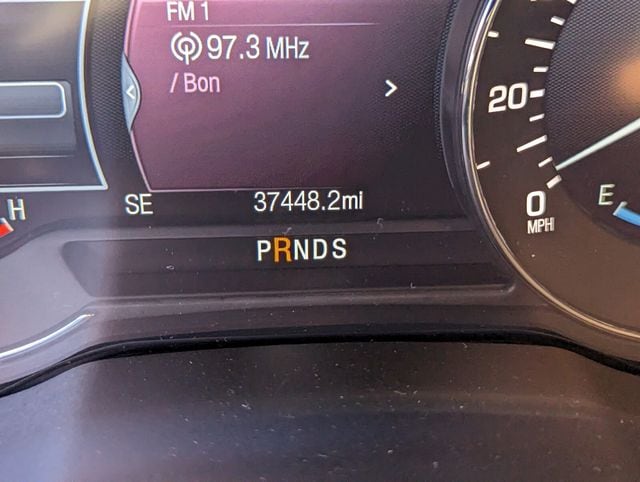 FM 1
97.3 MHz
/ Bon
20
H
SE
37448.2mi
0
E
MPH
PRNDS